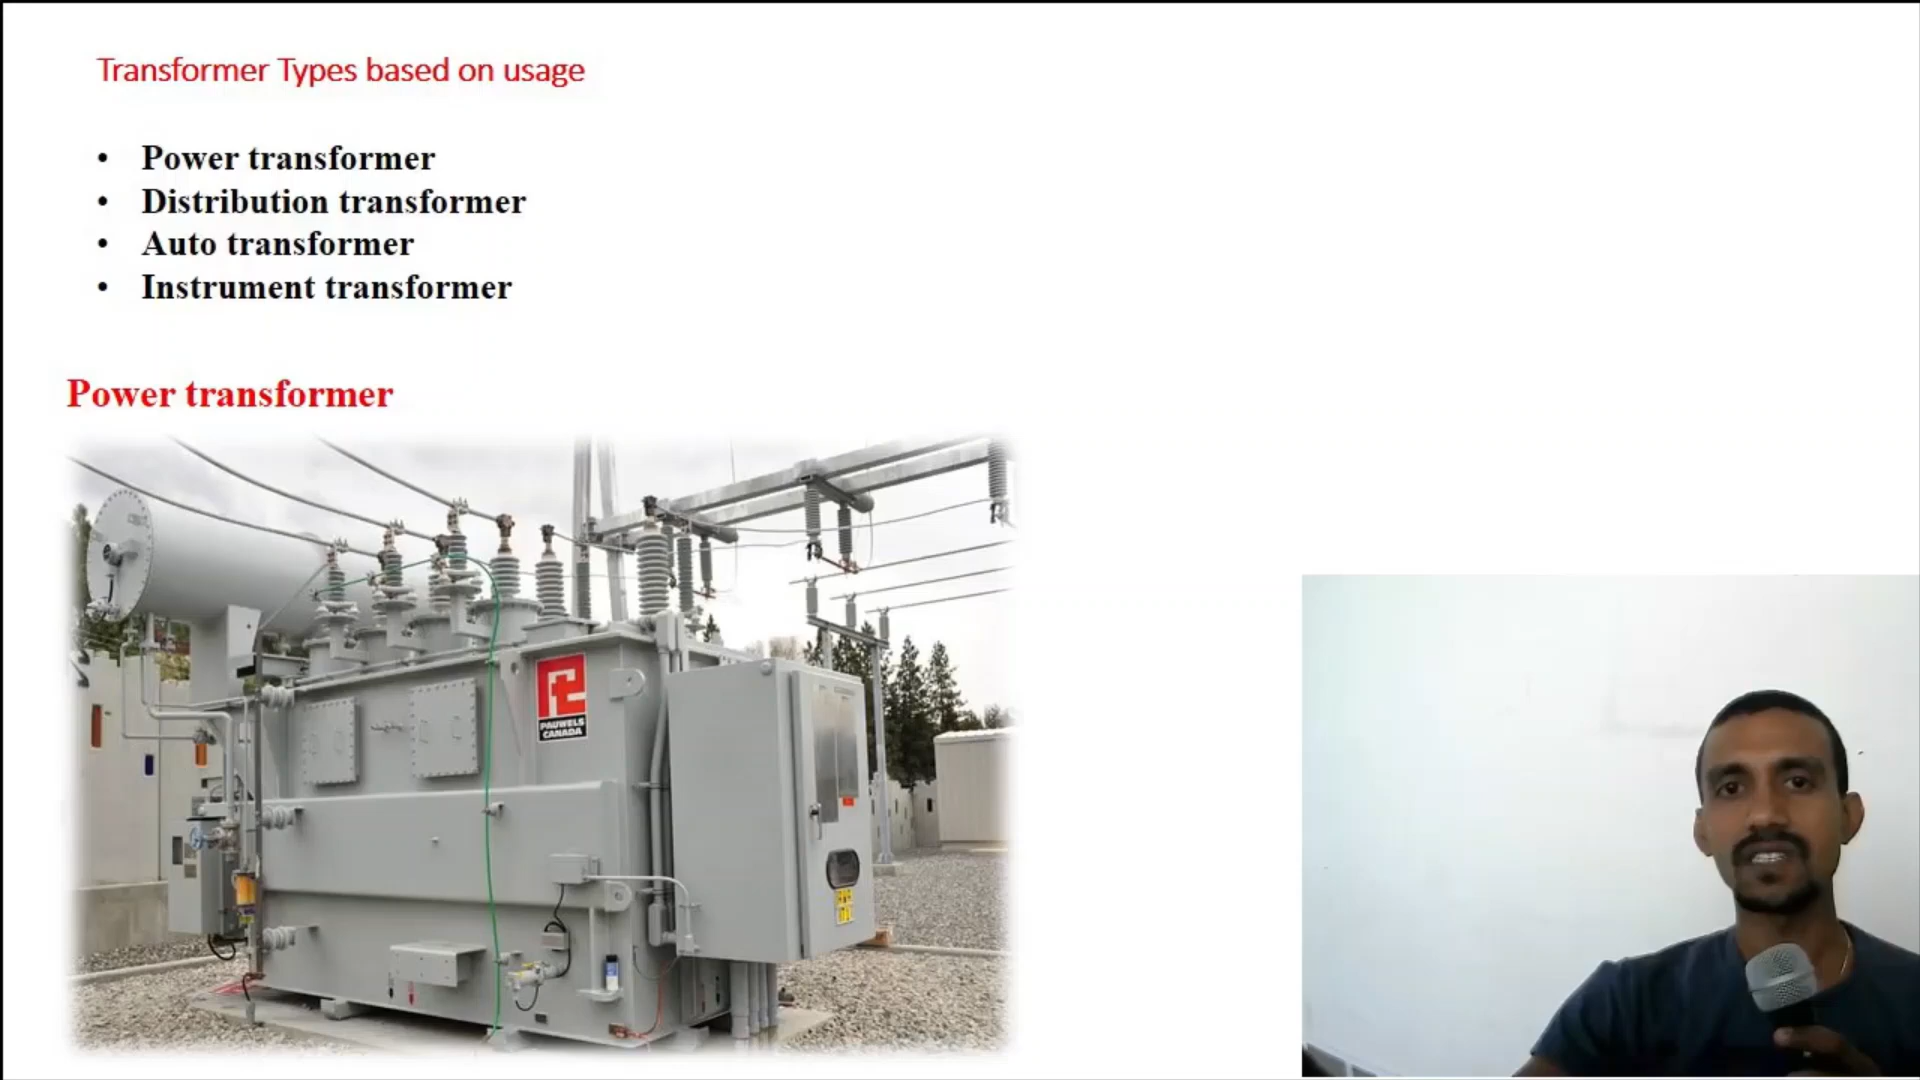 Transformer Types based on usage
• Power transformer
• Distribution transformer
• Auto transformer
• Instrument transformer
Power transformer
PAUWELS
CANADA